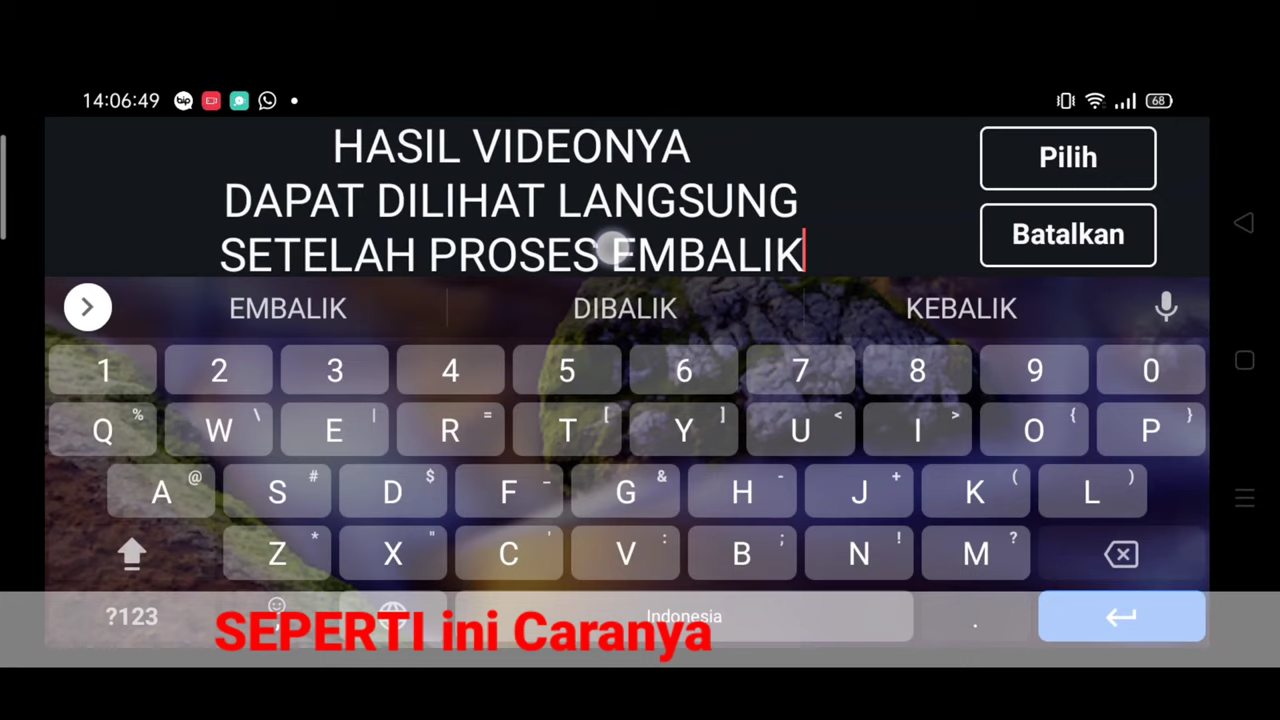 14:06:49 bip 68
HASIL VIDEONYA
DAPAT DILIHAT LANGSUNG
SETELAH PROSES EMBALIK
Pilih
Batalkan
EMBALIK DIBALIK KEBALIK
1 2 3 4 5 6 7 8 9 0
Q % W \ E | R = T [ Y ] U < I > O { P }
A @ S # D $ F _ G & H - J + K ( L )
Z * X " C ' V : B ; N ! M ?
?123 Indonesia .
SEPERTI ini Caranya